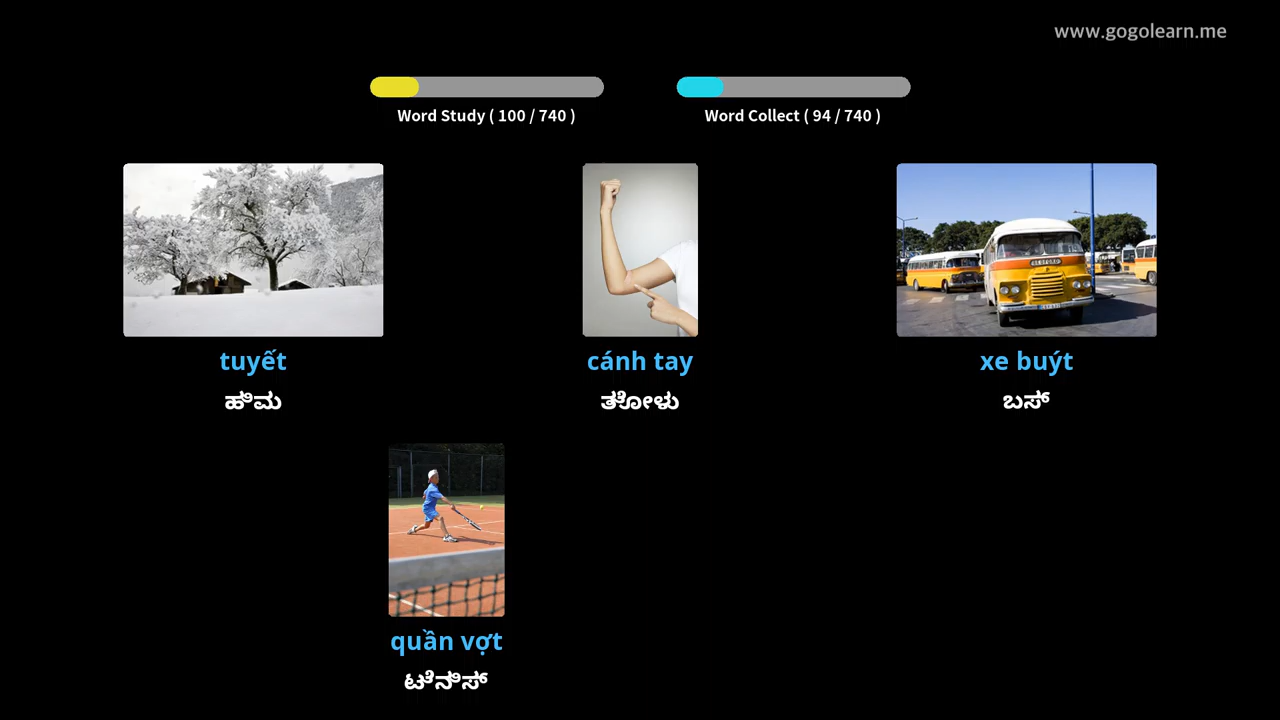 www.gogolearn.me
Word Study ( 100 / 740 )
Word Collect ( 94 / 740 )
tuyết
cánh tay
xe buýt
ಹಿಮ
ತೋಳು
ಬಸ್
quần vợt
ಟೆನಿಸ್